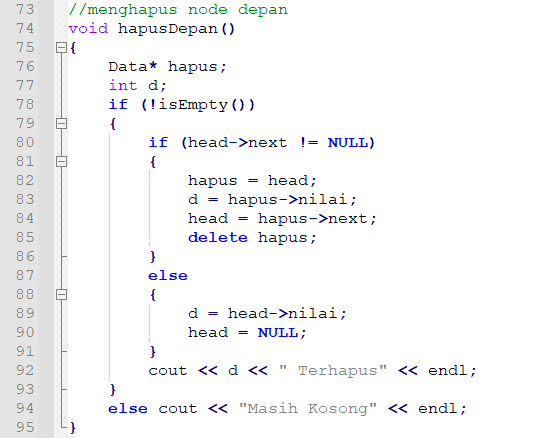 73 //menghapus node depan
74 void hapusDepan()
75 {
76 Data* hapus;
77 int d;
78 if (!isEmpty())
79 {
80 if (head->next != NULL)
81 {
82 hapus = head;
83 d = hapus->nilai;
84 head = hapus->next;
85 delete hapus;
86 }
87 else
88 {
89 d = head->nilai;
90 head = NULL;
91 }
92 cout << d << " Terhapus" << endl;
93 }
94 else cout << "Masih Kosong" << endl;
95 }